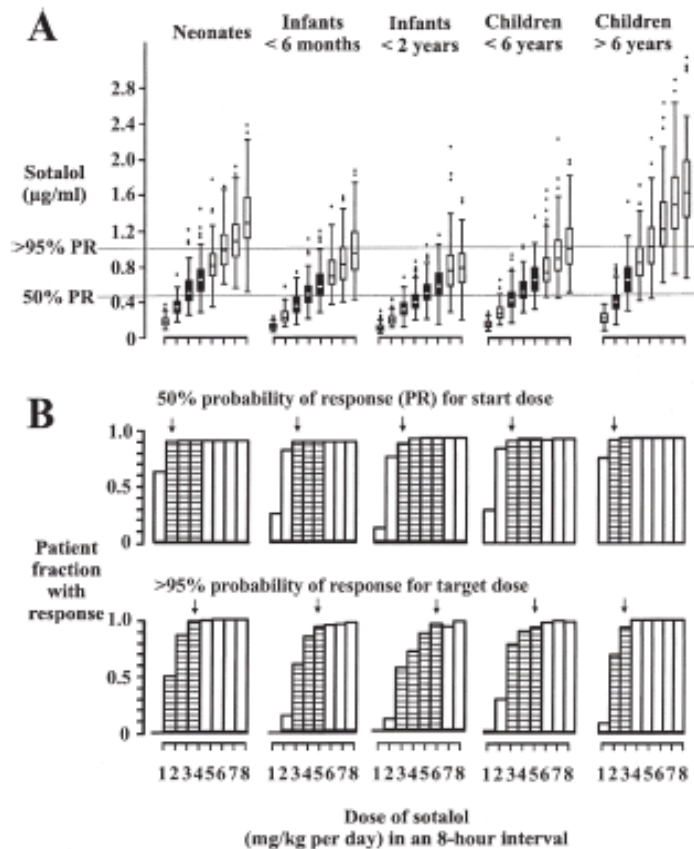 A
Neonates
Infants
< 6 months
Infants
< 2 years
Children
< 6 years
Children
> 6 years
2.8
2.4
2.0
Sotalol
(µg/ml)
1.6
1.2
>95% PR
0.8
50% PR
0.4
0
B
50% probability of response (PR) for start dose
1.0
0.5
0
Patient
fraction
with
response
>95% probability of response for target dose
1.0
0.5
0
12345678 12345678 12345678 12345678 12345678
Dose of sotalol
(mg/kg per day) in an 8-hour interval